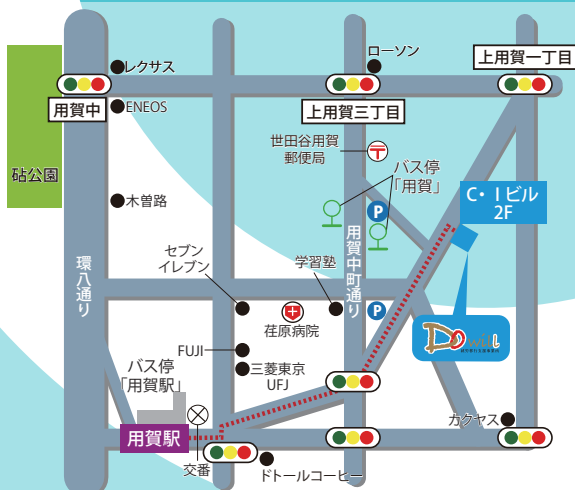 レクサス
ローソン
上用賀一丁目
用賀中
ENEOS
上用賀三丁目
世田谷用賀
郵便局
バス停
「用賀」
砧公園
木曽路
P
C・Iビル
2F
環八通り
用賀中町通り
セブン
イレブン
学習塾
P
荏原病院
DO will
FUJI
三菱東京
UFJ
バス停
「用賀駅」
カクヤス
用賀駅
交番
ドトールコーヒー